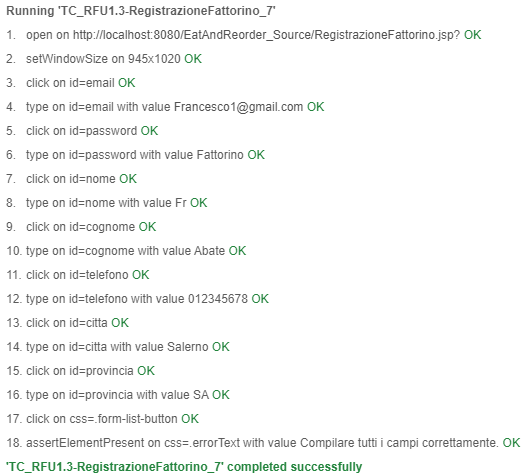 Running 'TC_RFU1.3-RegistrazioneFattorino_7'
1. open on http://localhost:8080/EatAndReorder_Source/RegistrazioneFattorino.jsp? OK
2. setWindowSize on 945x1020 OK
3. click on id=email OK
4. type on id=email with value Francesco1@gmail.com OK
5. click on id=password OK
6. type on id=password with value Fattorino OK
7. click on id=nome OK
8. type on id=nome with value Fr OK
9. click on id=cognome OK
10. type on id=cognome with value Abate OK
11. click on id=telefono OK
12. type on id=telefono with value 012345678 OK
13. click on id=citta OK
14. type on id=citta with value Salerno OK
15. click on id=provincia OK
16. type on id=provincia with value SA OK
17. click on css=.form-list-button OK
18. assertElementPresent on css=.errorText with value Compilare tutti i campi correttamente. OK
'TC_RFU1.3-RegistrazioneFattorino_7' completed successfully